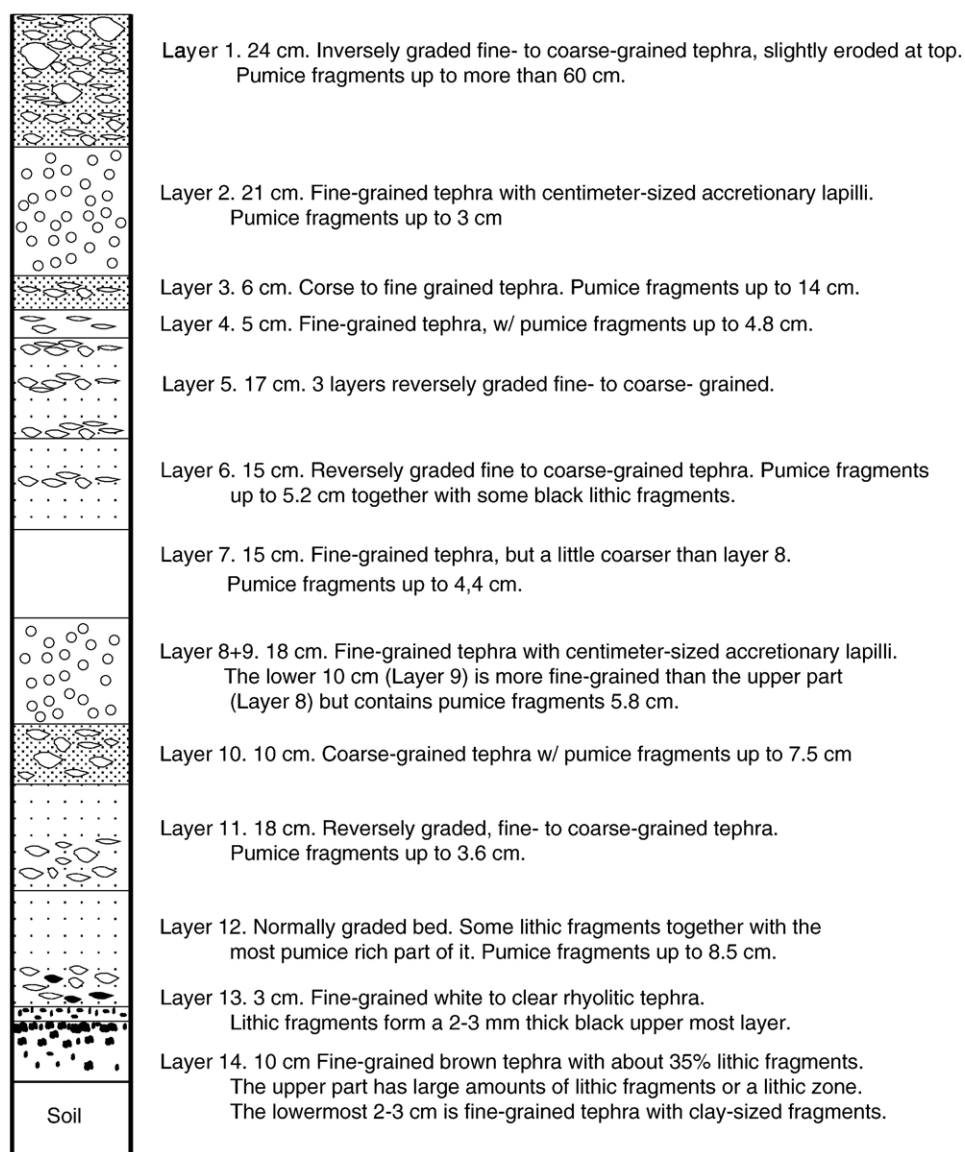 Layer 1. 24 cm. Inversely graded fine- to coarse-grained tephra, slightly eroded at top.
Pumice fragments up to more than 60 cm.
Layer 2. 21 cm. Fine-grained tephra with centimeter-sized accretionary lapilli.
Pumice fragments up to 3 cm
Layer 3. 6 cm. Corse to fine grained tephra. Pumice fragments up to 14 cm.
Layer 4. 5 cm. Fine-grained tephra, w/ pumice fragments up to 4.8 cm.
Layer 5. 17 cm. 3 layers reversely graded fine- to coarse- grained.
Layer 6. 15 cm. Reversely graded fine to coarse-grained tephra. Pumice fragments
up to 5.2 cm together with some black lithic fragments.
Layer 7. 15 cm. Fine-grained tephra, but a little coarser than layer 8.
Pumice fragments up to 4,4 cm.
Layer 8+9. 18 cm. Fine-grained tephra with centimeter-sized accretionary lapilli.
The lower 10 cm (Layer 9) is more fine-grained than the upper part
(Layer 8) but contains pumice fragments 5.8 cm.
Layer 10. 10 cm. Coarse-grained tephra w/ pumice fragments up to 7.5 cm
Layer 11. 18 cm. Reversely graded, fine- to coarse-grained tephra.
Pumice fragments up to 3.6 cm.
Layer 12. Normally graded bed. Some lithic fragments together with the
most pumice rich part of it. Pumice fragments up to 8.5 cm.
Layer 13. 3 cm. Fine-grained white to clear rhyolitic tephra.
Lithic fragments form a 2-3 mm thick black upper most layer.
Layer 14. 10 cm Fine-grained brown tephra with about 35% lithic fragments.
The upper part has large amounts of lithic fragments or a lithic zone.
The lowermost 2-3 cm is fine-grained tephra with clay-sized fragments.
Soil